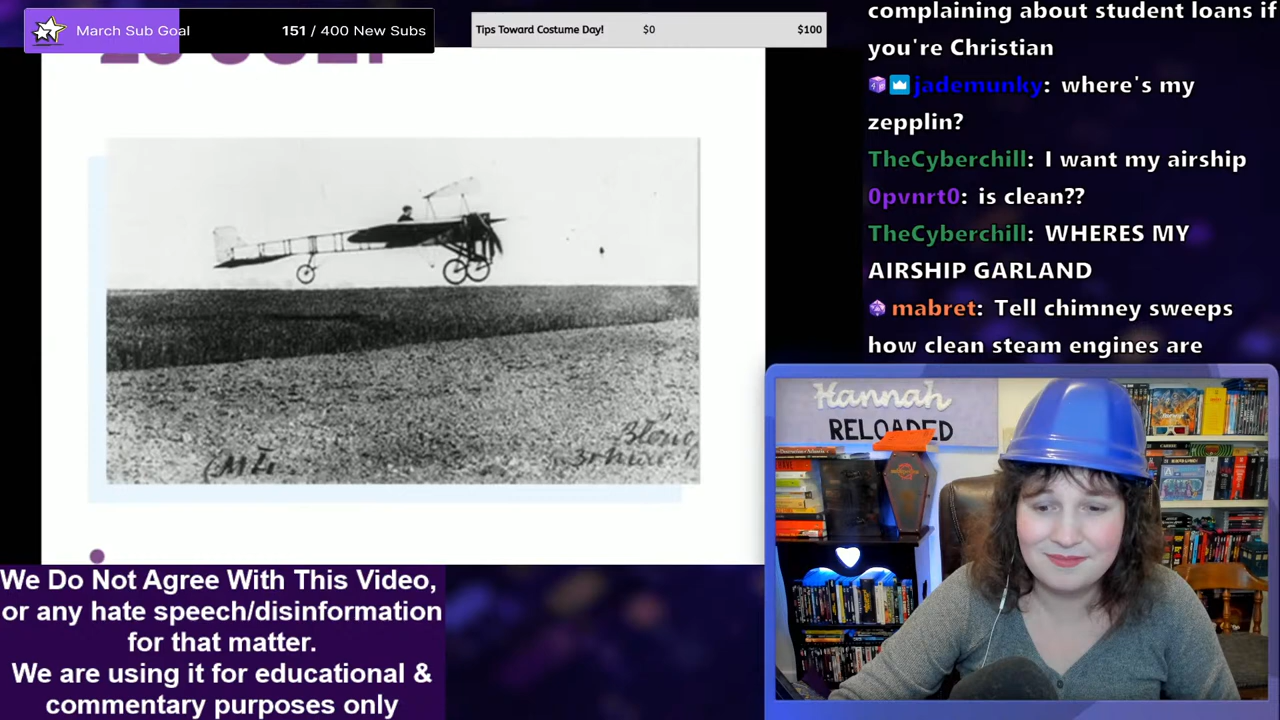 March Sub Goal 151 / 400 New Subs
Tips Toward Costume Day! $0 $100
complaining about student loans if
you're Christian
jademunky: where's my
zepplin?
TheCyberchill: I want my airship
0pvnrt0: is clean??
TheCyberchill: WHERES MY
AIRSHIP GARLAND
mabret: Tell chimney sweeps
how clean steam engines are
Hannah
RELOADED
We Do Not Agree With This Video,
or any hate speech/disinformation
for that matter.
We are using it for educational &
commentary purposes only